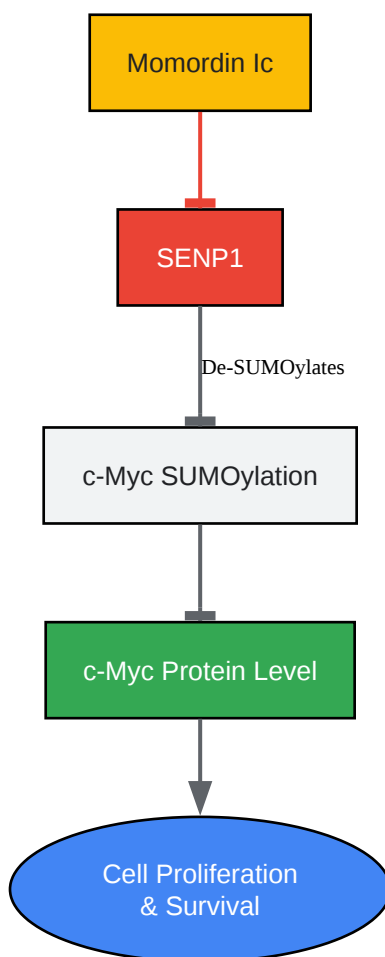 Momordin Ic
SENP1
De-SUMOylates
c-Myc SUMOylation
c-Myc Protein Level
Cell Proliferation
& Survival